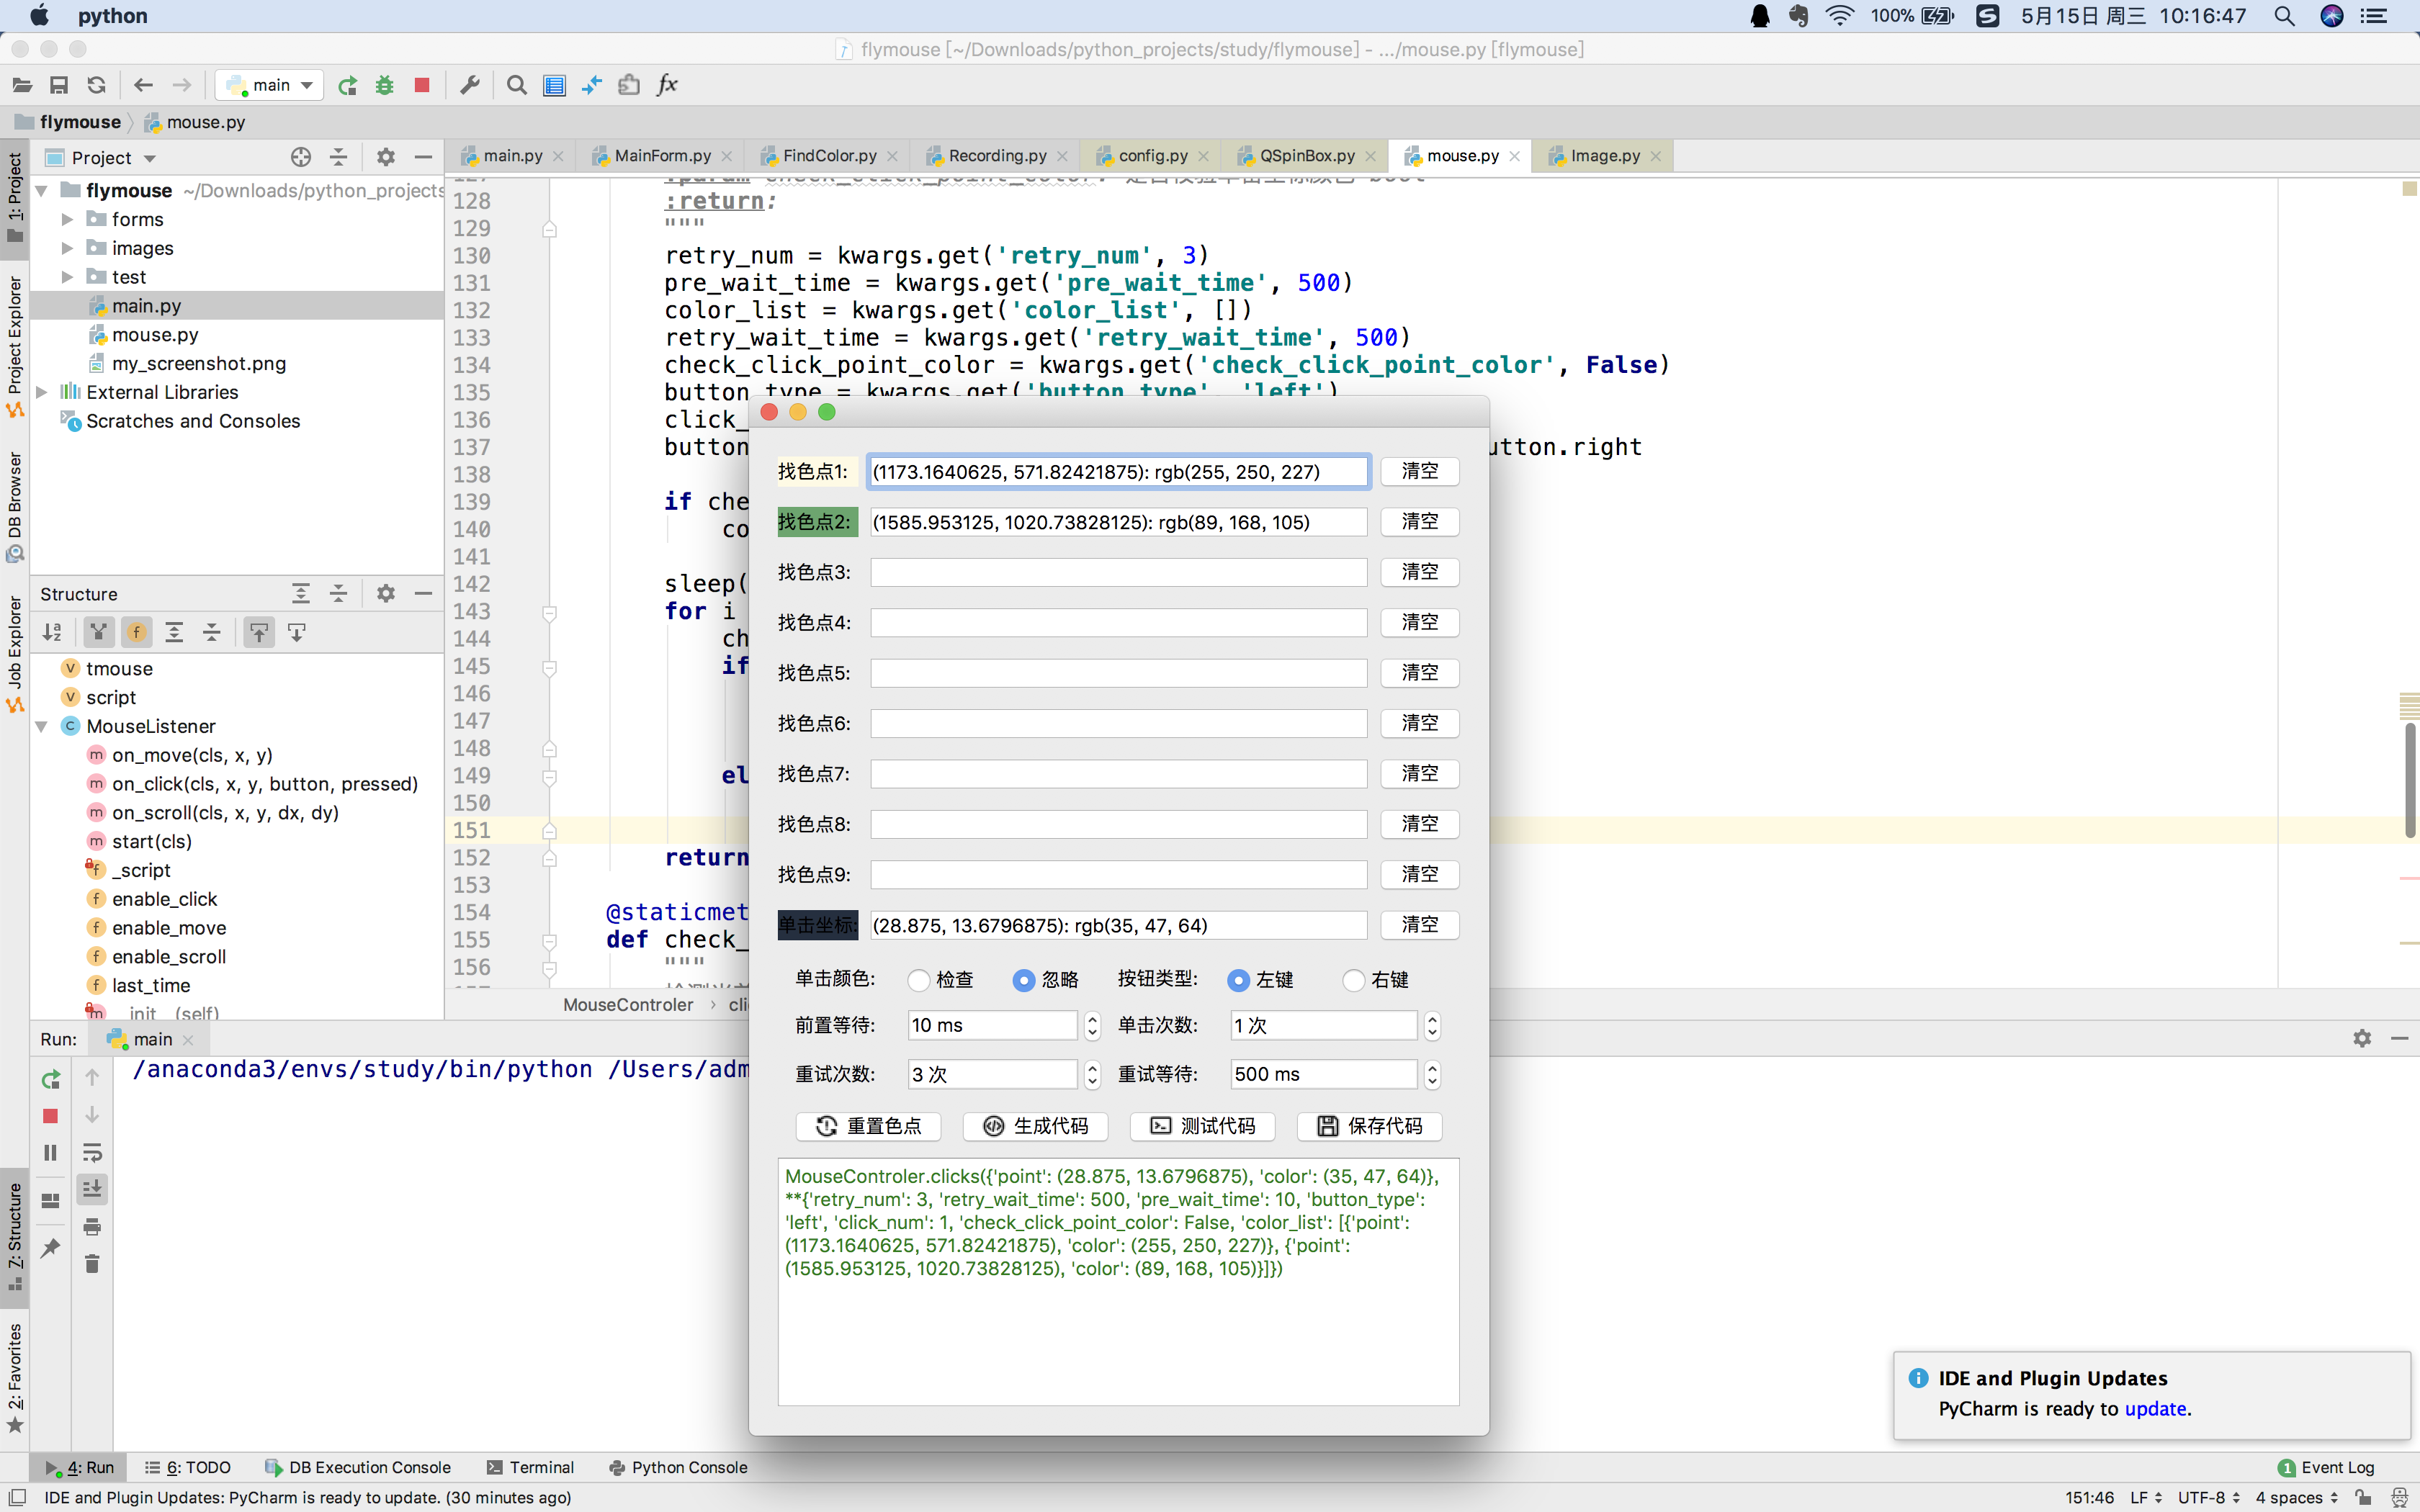 python
100%
5月15日 周三 10:16:47
flymouse [~/Downloads/python_projects/study/flymouse] - .../mouse.py [flymouse]
main
fx
flymouse
mouse.py
1: Project
Project Explorer
DB Browser
Job Explorer
7: Structure
2: Favorites
Project
flymouse ~/Downloads/python_projects
forms
images
test
main.py
mouse.py
my_screenshot.png
External Libraries
Scratches and Consoles
Structure
tmouse
script
MouseListener
on_move(cls, x, y)
on_click(cls, x, y, button, pressed)
on_scroll(cls, x, y, dx, dy)
start(cls)
_script
enable_click
enable_move
enable_scroll
last_time
__init__(self)
main.py
MainForm.py
FindColor.py
Recording.py
config.py
QSpinBox.py
mouse.py
Image.py
127 :param check_click_point_color: 是否校验单击坐标颜色 bool
128 :return:
129 """
130 retry_num = kwargs.get('retry_num', 3)
131 pre_wait_time = kwargs.get('pre_wait_time', 500)
132 color_list = kwargs.get('color_list', [])
133 retry_wait_time = kwargs.get('retry_wait_time', 500)
134 check_click_point_color = kwargs.get('check_click_point_color', False)
135 button_type = kwargs.get('button_type', 'left')
136 click_
137 button utton.right
138
139 if che
140 co
141
142 sleep(
143 for i
144 ch
145 if
146
147
148
149 el
150
151
152 return
153
154 @staticmet
155 def check_
156 """
MouseControler › cli
找色点1: (1173.1640625, 571.82421875): rgb(255, 250, 227) 清空
找色点2: (1585.953125, 1020.73828125): rgb(89, 168, 105) 清空
找色点3: 清空
找色点4: 清空
找色点5: 清空
找色点6: 清空
找色点7: 清空
找色点8: 清空
找色点9: 清空
单击坐标: (28.875, 13.6796875): rgb(35, 47, 64) 清空
单击颜色: 检查 忽略 按钮类型: 左键 右键
前置等待: 10 ms 单击次数: 1 次
重试次数: 3 次 重试等待: 500 ms
重置色点 生成代码 测试代码 保存代码
MouseControler.clicks({'point': (28.875, 13.6796875), 'color': (35, 47, 64)},
**{'retry_num': 3, 'retry_wait_time': 500, 'pre_wait_time': 10, 'button_type':
'left', 'click_num': 1, 'check_click_point_color': False, 'color_list': [{'point':
(1173.1640625, 571.82421875), 'color': (255, 250, 227)}, {'point':
(1585.953125, 1020.73828125), 'color': (89, 168, 105)}]})
Run: main
/anaconda3/envs/study/bin/python /Users/adm
IDE and Plugin Updates
PyCharm is ready to update.
4: Run
6: TODO
DB Execution Console
Terminal
Python Console
1 Event Log
IDE and Plugin Updates: PyCharm is ready to update. (30 minutes ago)
151:46 LF UTF-8 4 spaces